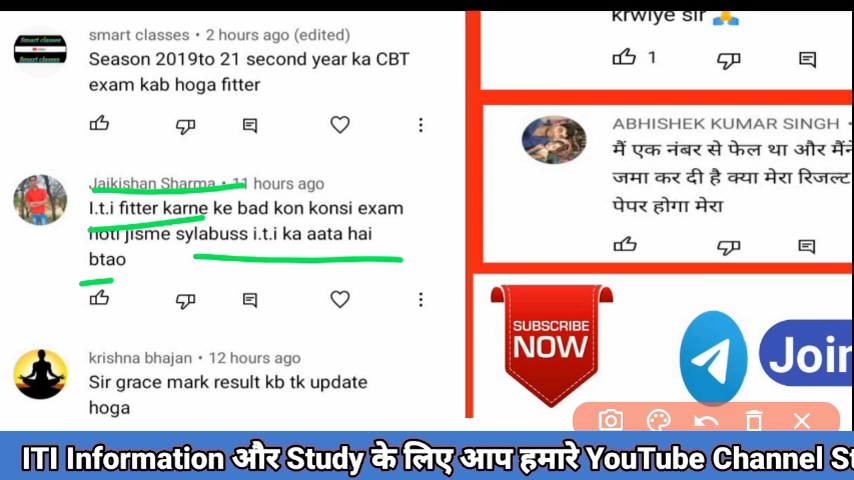 smart classes • 2 hours ago (edited)
Season 2019to 21 second year ka CBT
exam kab hoga fitter
Jaikishan Sharma • 11 hours ago
I.t.i fitter karne ke bad kon konsi exam
hoti jisme sylabuss i.t.i ka aata hai
btao
krishna bhajan • 12 hours ago
Sir grace mark result kb tk update
hoga
krwiye sir 🙏
1
ABHISHEK KUMAR SINGH •
मैं एक नंबर से फेल था और मैंने
जमा कर दी है क्या मेरा रिजल्ट
पेपर होगा मेरा
SUBSCRIBE
NOW
Join
ITI Information और Study के लिए आप हमारे YouTube Channel St